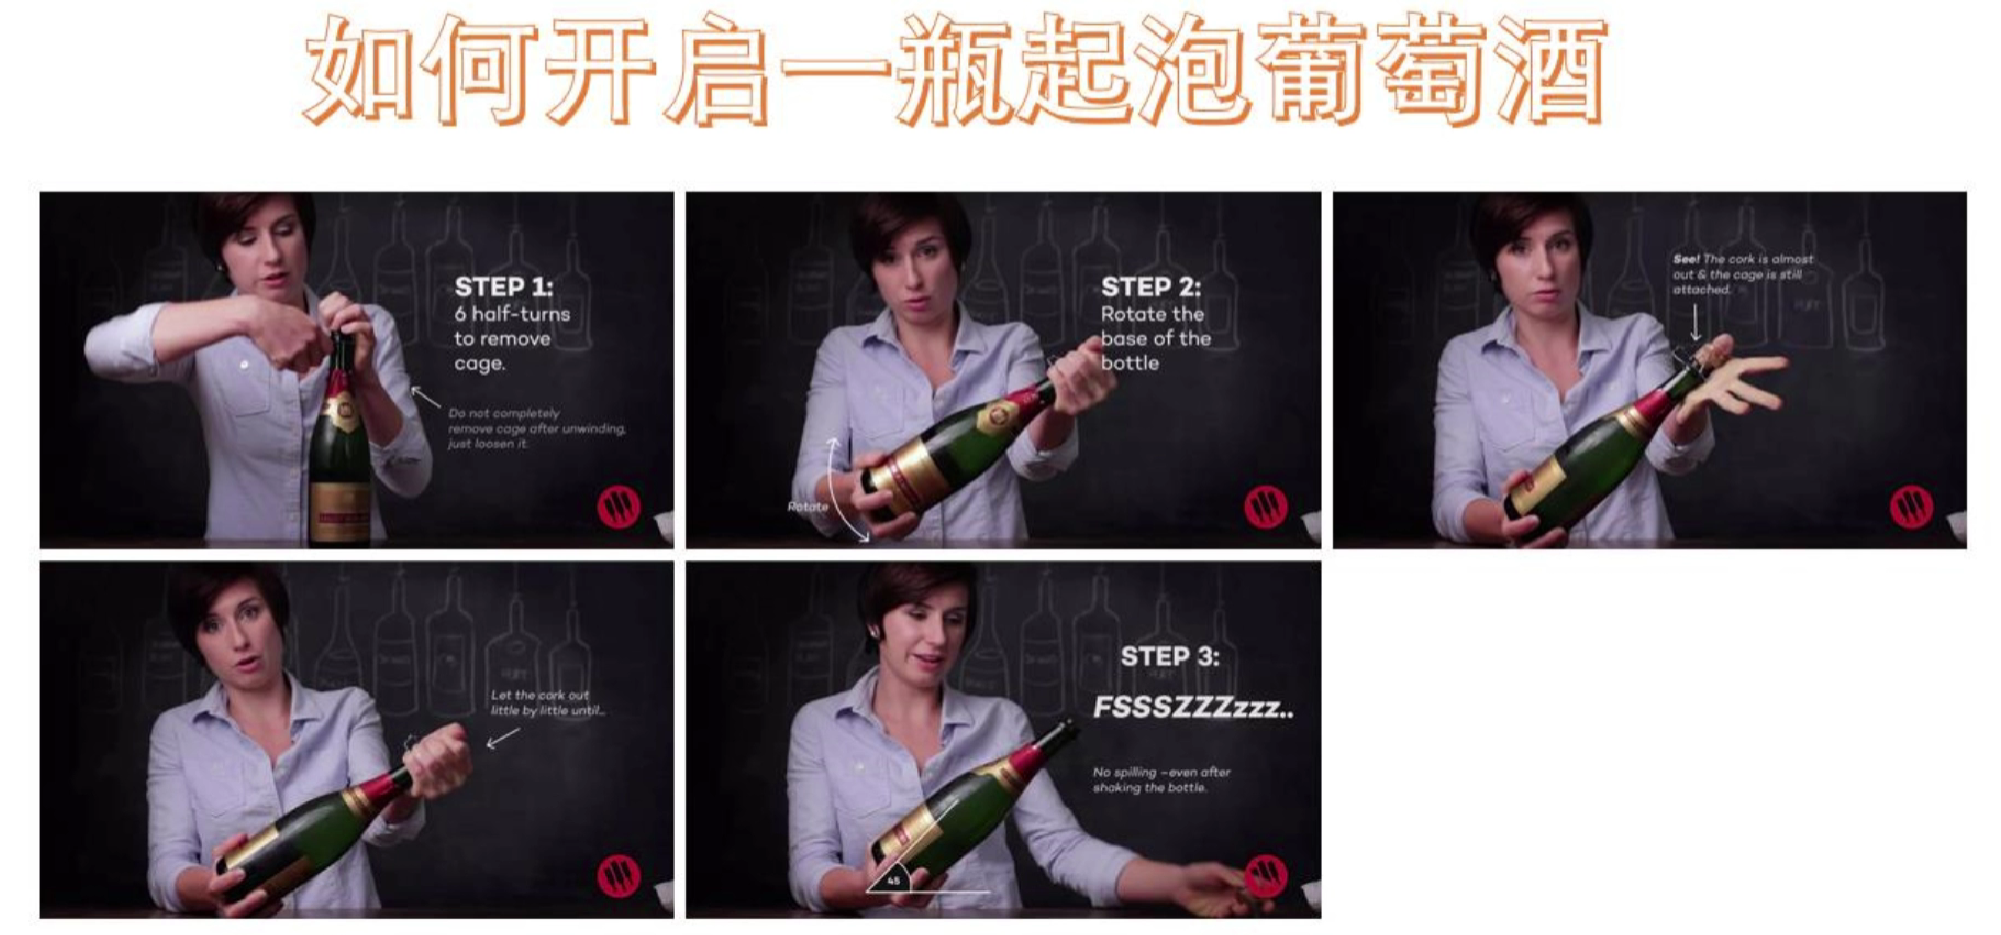 如何开启一瓶起泡葡萄酒
STEP 1:
6 half-turns
to remove
cage.
Do not completely
remove cage after unwinding,
just loosen it.
STEP 2:
Rotate the
base of the
bottle
Rotate
See! The cork is almost
out & the cage is still
attached.
Let the cork out
little by little until..
STEP 3:
FSSSZZZzzz..
No spilling –even after
shaking the bottle.
45